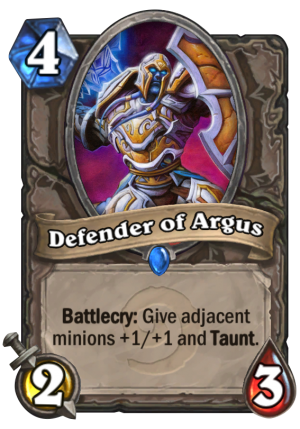 4
Defender of Argus
Battlecry: Give adjacent
minions +1/+1 and Taunt.
2
3